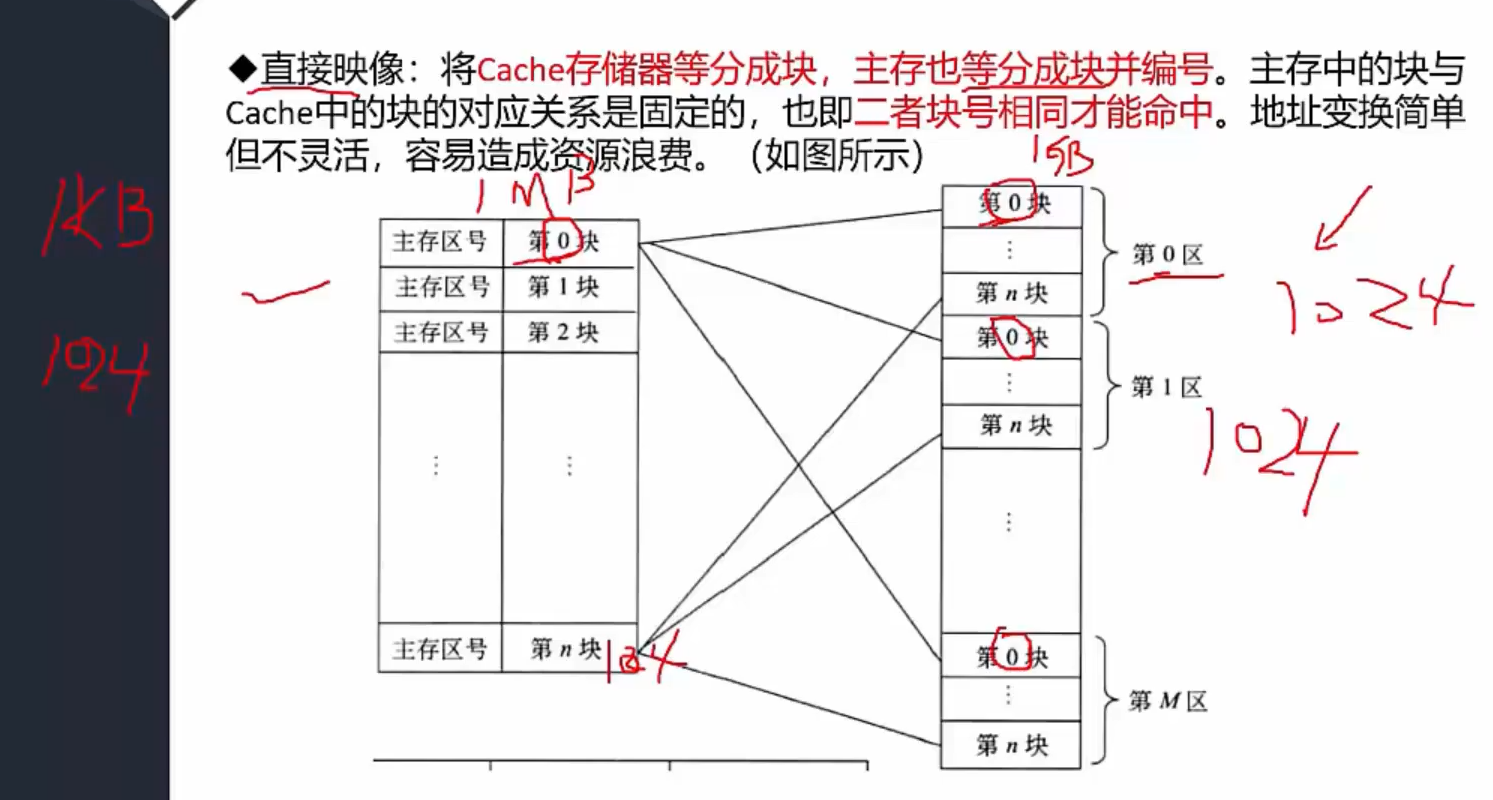 ◆直接映像：将Cache存储器等分成块，主存也等分成块并编号。主存中的块与
Cache中的块的对应关系是固定的，也即二者块号相同才能命中。地址变换简单
但不灵活，容易造成资源浪费。（如图所示）
1KB
1024
1MB
主存区号 第0块
主存区号 第1块
主存区号 第2块
⋮ ⋮
主存区号 第n块
1024
第0块
⋮
第n块
第0区
第0块
⋮
第n块
第1区
⋮
第0块
⋮
第n块
第M区
1024
1024